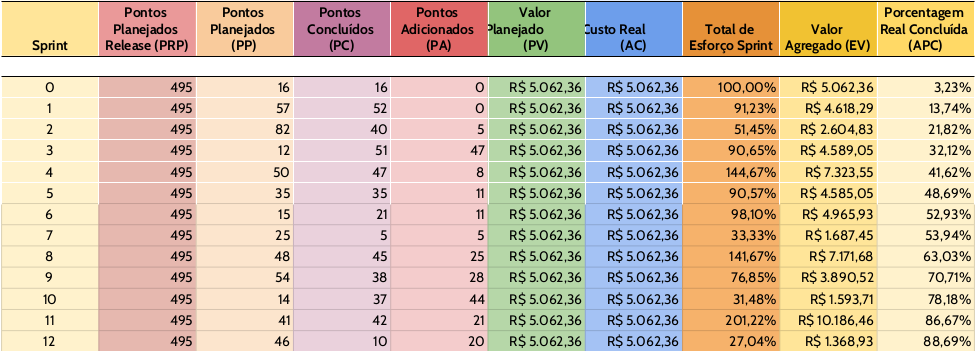 Sprint | Pontos Planejados Release (PRP) | Pontos Planejados (PP) | Pontos Concluídos (PC) | Pontos Adicionados (PA) | Valor Planejado (PV) | Custo Real (AC) | Total de Esforço Sprint | Valor Agregado (EV) | Porcentagem Real Concluída (APC)
0 | 495 | 16 | 16 | 0 | R$ 5.062,36 | R$ 5.062,36 | 100,00% | R$ 5.062,36 | 3,23%
1 | 495 | 57 | 52 | 0 | R$ 5.062,36 | R$ 5.062,36 | 91,23% | R$ 4.618,29 | 13,74%
2 | 495 | 82 | 40 | 5 | R$ 5.062,36 | R$ 5.062,36 | 51,45% | R$ 2.604,83 | 21,82%
3 | 495 | 12 | 51 | 47 | R$ 5.062,36 | R$ 5.062,36 | 90,65% | R$ 4.589,05 | 32,12%
4 | 495 | 50 | 47 | 8 | R$ 5.062,36 | R$ 5.062,36 | 144,67% | R$ 7.323,55 | 41,62%
5 | 495 | 35 | 35 | 11 | R$ 5.062,36 | R$ 5.062,36 | 90,57% | R$ 4.585,05 | 48,69%
6 | 495 | 15 | 21 | 11 | R$ 5.062,36 | R$ 5.062,36 | 98,10% | R$ 4.965,93 | 52,93%
7 | 495 | 25 | 5 | 5 | R$ 5.062,36 | R$ 5.062,36 | 33,33% | R$ 1.687,45 | 53,94%
8 | 495 | 48 | 45 | 25 | R$ 5.062,36 | R$ 5.062,36 | 141,67% | R$ 7.171,68 | 63,03%
9 | 495 | 54 | 38 | 28 | R$ 5.062,36 | R$ 5.062,36 | 76,85% | R$ 3.890,52 | 70,71%
10 | 495 | 14 | 37 | 44 | R$ 5.062,36 | R$ 5.062,36 | 31,48% | R$ 1.593,71 | 78,18%
11 | 495 | 41 | 42 | 21 | R$ 5.062,36 | R$ 5.062,36 | 201,22% | R$ 10.186,46 | 86,67%
12 | 495 | 46 | 10 | 20 | R$ 5.062,36 | R$ 5.062,36 | 27,04% | R$ 1.368,93 | 88,69%